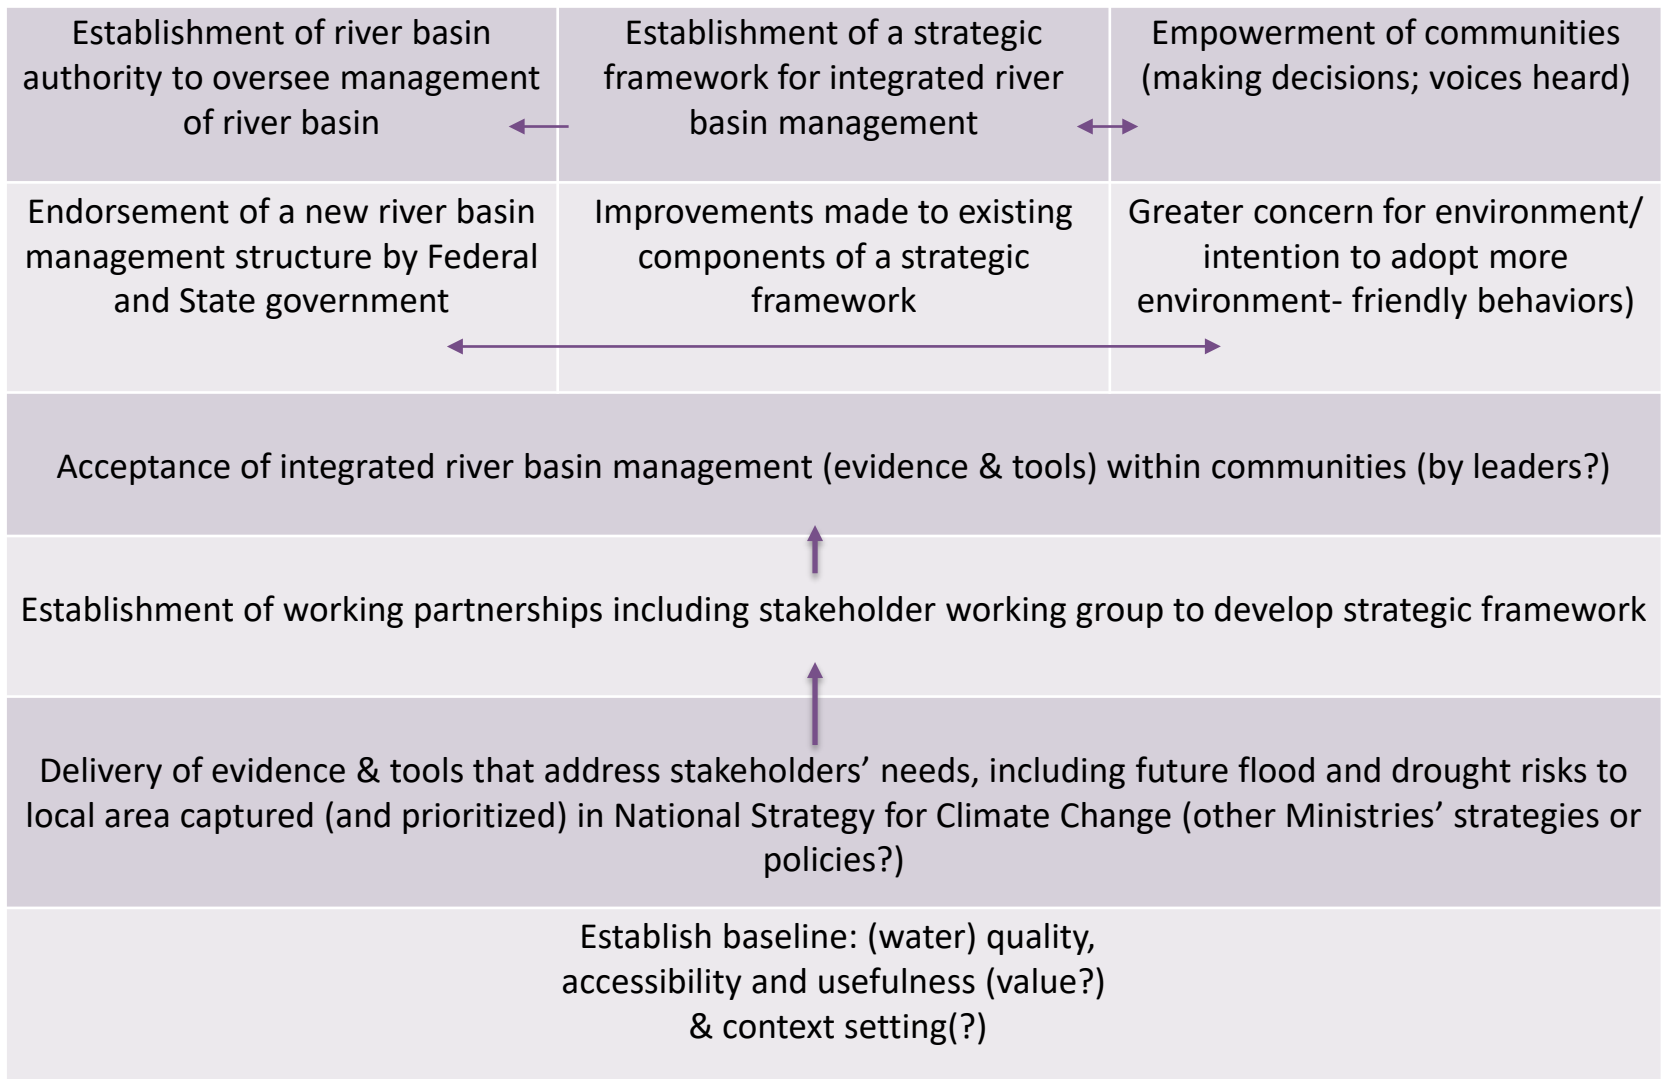 Establishment of river basin
authority to oversee management
of river basin
Establishment of a strategic
framework for integrated river
basin management
Empowerment of communities
(making decisions; voices heard)
Endorsement of a new river basin
management structure by Federal
and State government
Improvements made to existing
components of a strategic
framework
Greater concern for environment/
intention to adopt more
environment- friendly behaviors)
Acceptance of integrated river basin management (evidence & tools) within communities (by leaders?)
Establishment of working partnerships including stakeholder working group to develop strategic framework
Delivery of evidence & tools that address stakeholders’ needs, including future flood and drought risks to
local area captured (and prioritized) in National Strategy for Climate Change (other Ministries’ strategies or
policies?)
Establish baseline: (water) quality,
accessibility and usefulness (value?)
& context setting(?)